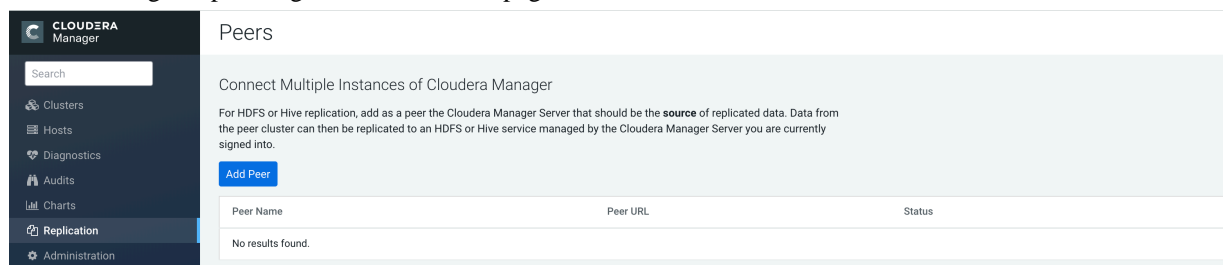 CLOUDERA
Manager
Search
Clusters
Hosts
Diagnostics
Audits
Charts
Replication
Administration
Peers
Connect Multiple Instances of Cloudera Manager
For HDFS or Hive replication, add as a peer the Cloudera Manager Server that should be the source of replicated data. Data from
the peer cluster can then be replicated to an HDFS or Hive service managed by the Cloudera Manager Server you are currently
signed into.
Add Peer
Peer Name Peer URL Status
No results found.